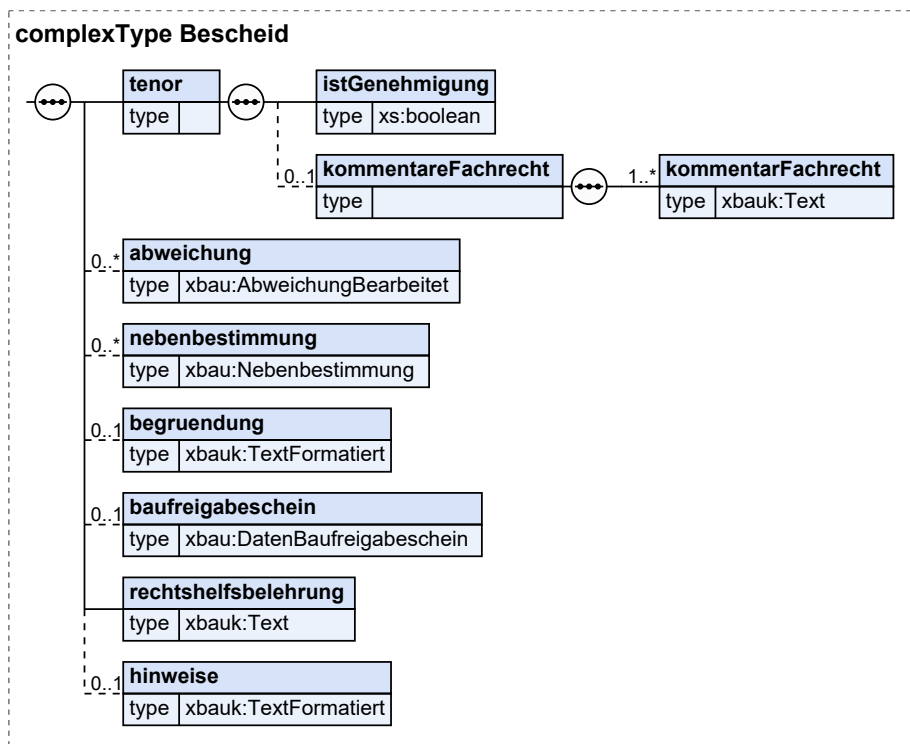 complexType Bescheid
tenor
type
istGenehmigung
type xs:boolean
0..1
kommentareFachrecht
type
1..*
kommentarFachrecht
type xbauk:Text
0..*
abweichung
type xbau:AbweichungBearbeitet
0..*
nebenbestimmung
type xbau:Nebenbestimmung
0..1
begruendung
type xbauk:TextFormatiert
0..1
baufreigabeschein
type xbau:DatenBaufreigabeschein
rechtshelfsbelehrung
type xbauk:Text
0..1
hinweise
type xbauk:TextFormatiert